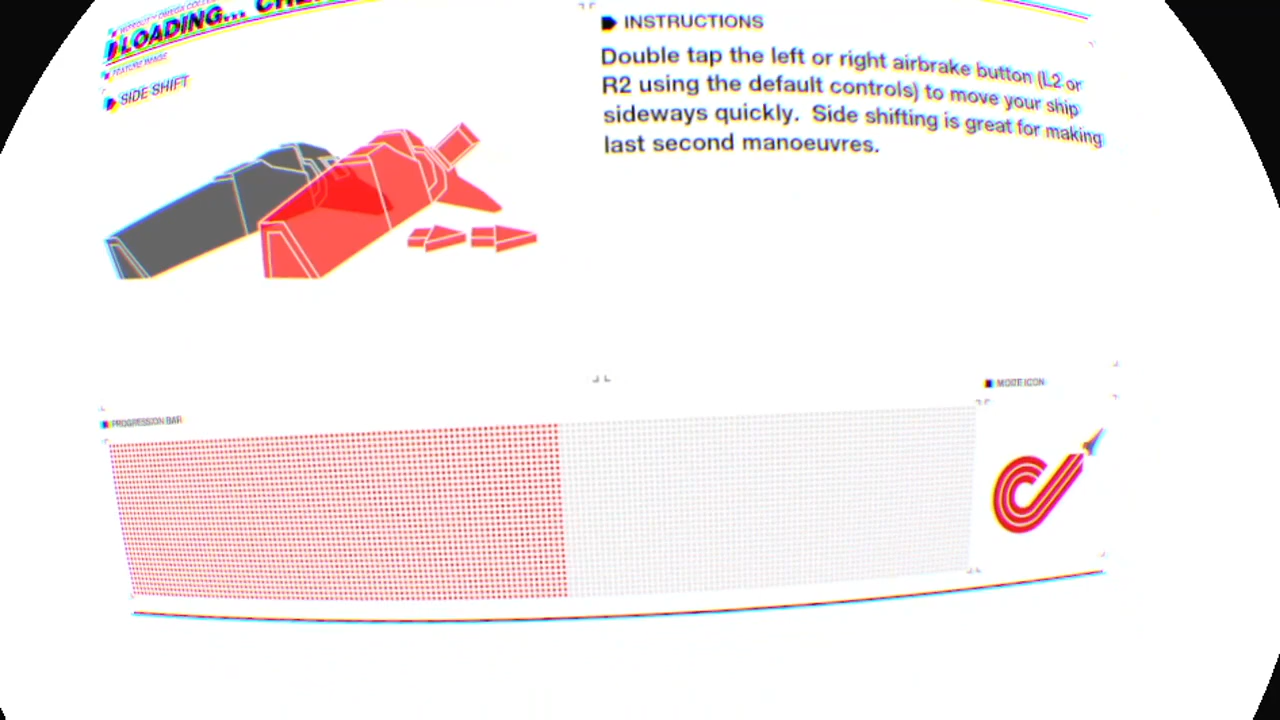 LOADING...
FEATURE IMAGE
SIDE SHIFT
INSTRUCTIONS
Double tap the left or right airbrake button (L2 or
R2 using the default controls) to move your ship
sideways quickly.  Side shifting is great for making
last second manoeuvres.
MODE ICON
PROGRESSION BAR